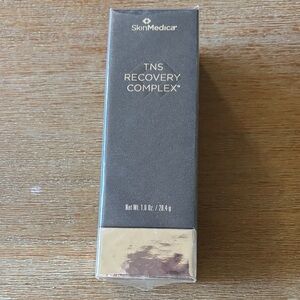 SkinMedica®
TNS
RECOVERY
COMPLEX®
Net Wt. 1.0 Oz. / 28.4 g